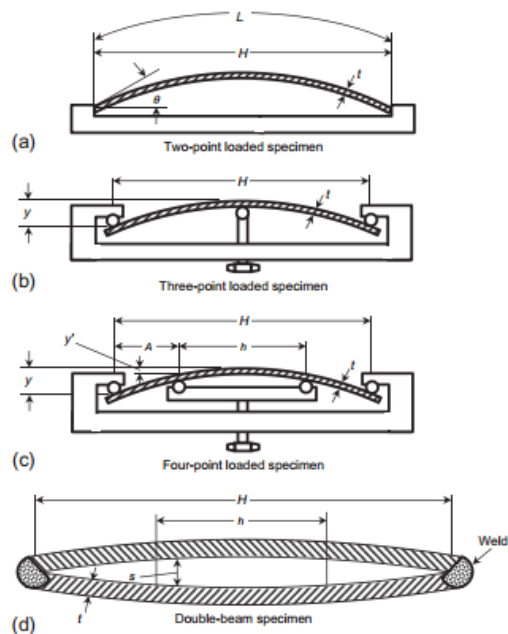 L
H
t
θ
(a)
Two-point loaded specimen
H
y
t
(b)
Three-point loaded specimen
H
y'
A
h
y
t
(c)
Four-point loaded specimen
H
h
Weld
s
t
(d)
Double-beam specimen